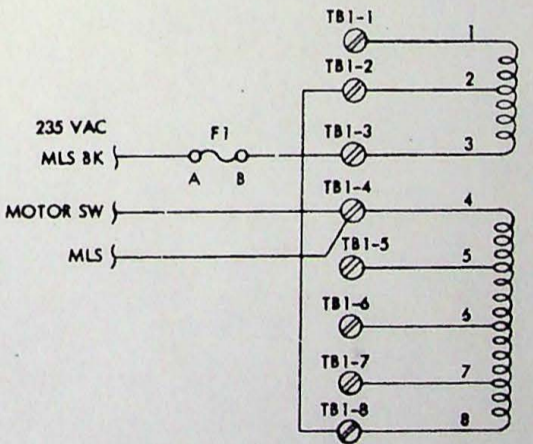 TB1-1
1
TB1-2
2
235 VAC
F1
TB1-3
MLS BK
3
A
B
TB1-4
MOTOR SW
4
MLS
TB1-5
5
TB1-6
6
TB1-7
7
TB1-8
8